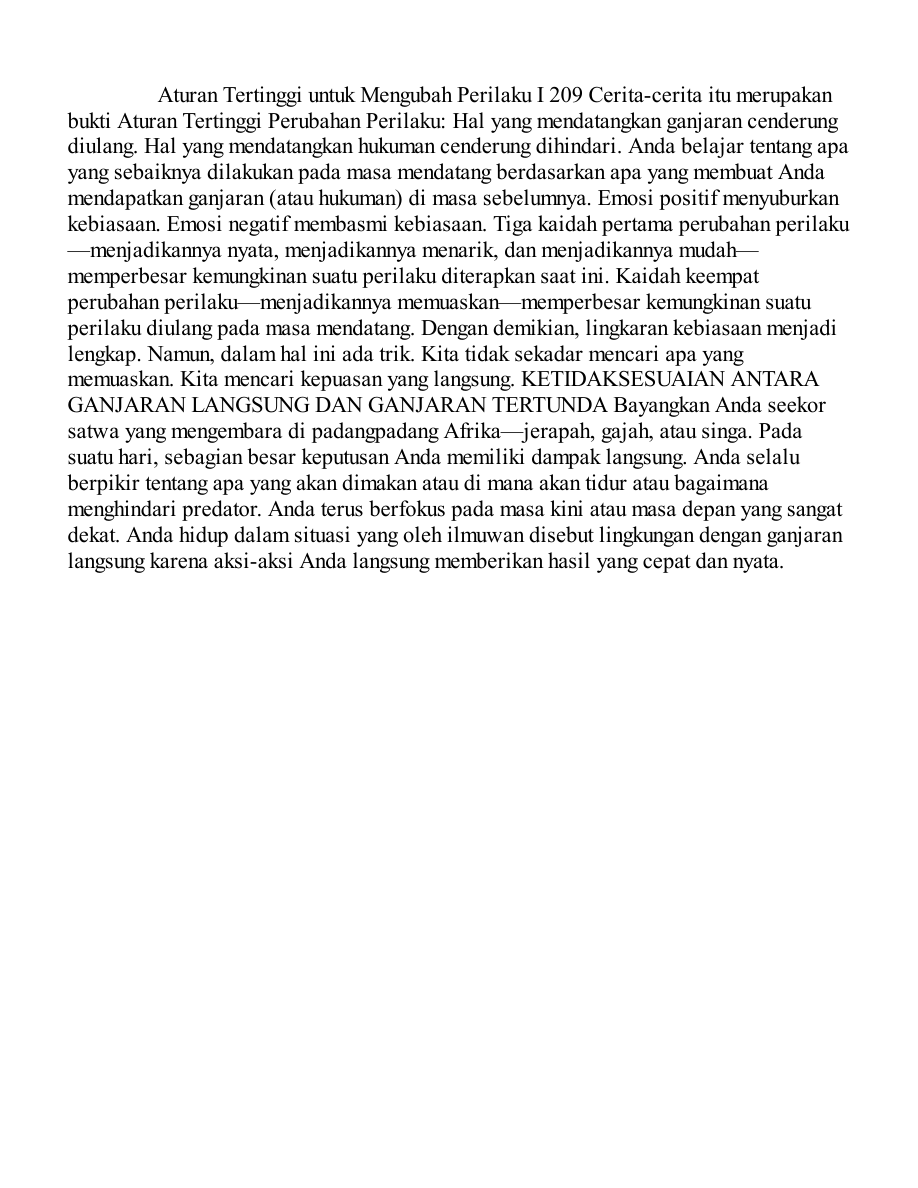 Aturan Tertinggi untuk Mengubah Perilaku I 209 Cerita-cerita itu merupakan
bukti Aturan Tertinggi Perubahan Perilaku: Hal yang mendatangkan ganjaran cenderung
diulang. Hal yang mendatangkan hukuman cenderung dihindari. Anda belajar tentang apa
yang sebaiknya dilakukan pada masa mendatang berdasarkan apa yang membuat Anda
mendapatkan ganjaran (atau hukuman) di masa sebelumnya. Emosi positif menyuburkan
kebiasaan. Emosi negatif membasmi kebiasaan. Tiga kaidah pertama perubahan perilaku
—menjadikannya nyata, menjadikannya menarik, dan menjadikannya mudah—
memperbesar kemungkinan suatu perilaku diterapkan saat ini. Kaidah keempat
perubahan perilaku—menjadikannya memuaskan—memperbesar kemungkinan suatu
perilaku diulang pada masa mendatang. Dengan demikian, lingkaran kebiasaan menjadi
lengkap. Namun, dalam hal ini ada trik. Kita tidak sekadar mencari apa yang
memuaskan. Kita mencari kepuasan yang langsung. KETIDAKSESUAIAN ANTARA
GANJARAN LANGSUNG DAN GANJARAN TERTUNDA Bayangkan Anda seekor
satwa yang mengembara di padangpadang Afrika—jerapah, gajah, atau singa. Pada
suatu hari, sebagian besar keputusan Anda memiliki dampak langsung. Anda selalu
berpikir tentang apa yang akan dimakan atau di mana akan tidur atau bagaimana
menghindari predator. Anda terus berfokus pada masa kini atau masa depan yang sangat
dekat. Anda hidup dalam situasi yang oleh ilmuwan disebut lingkungan dengan ganjaran
langsung karena aksi-aksi Anda langsung memberikan hasil yang cepat dan nyata.